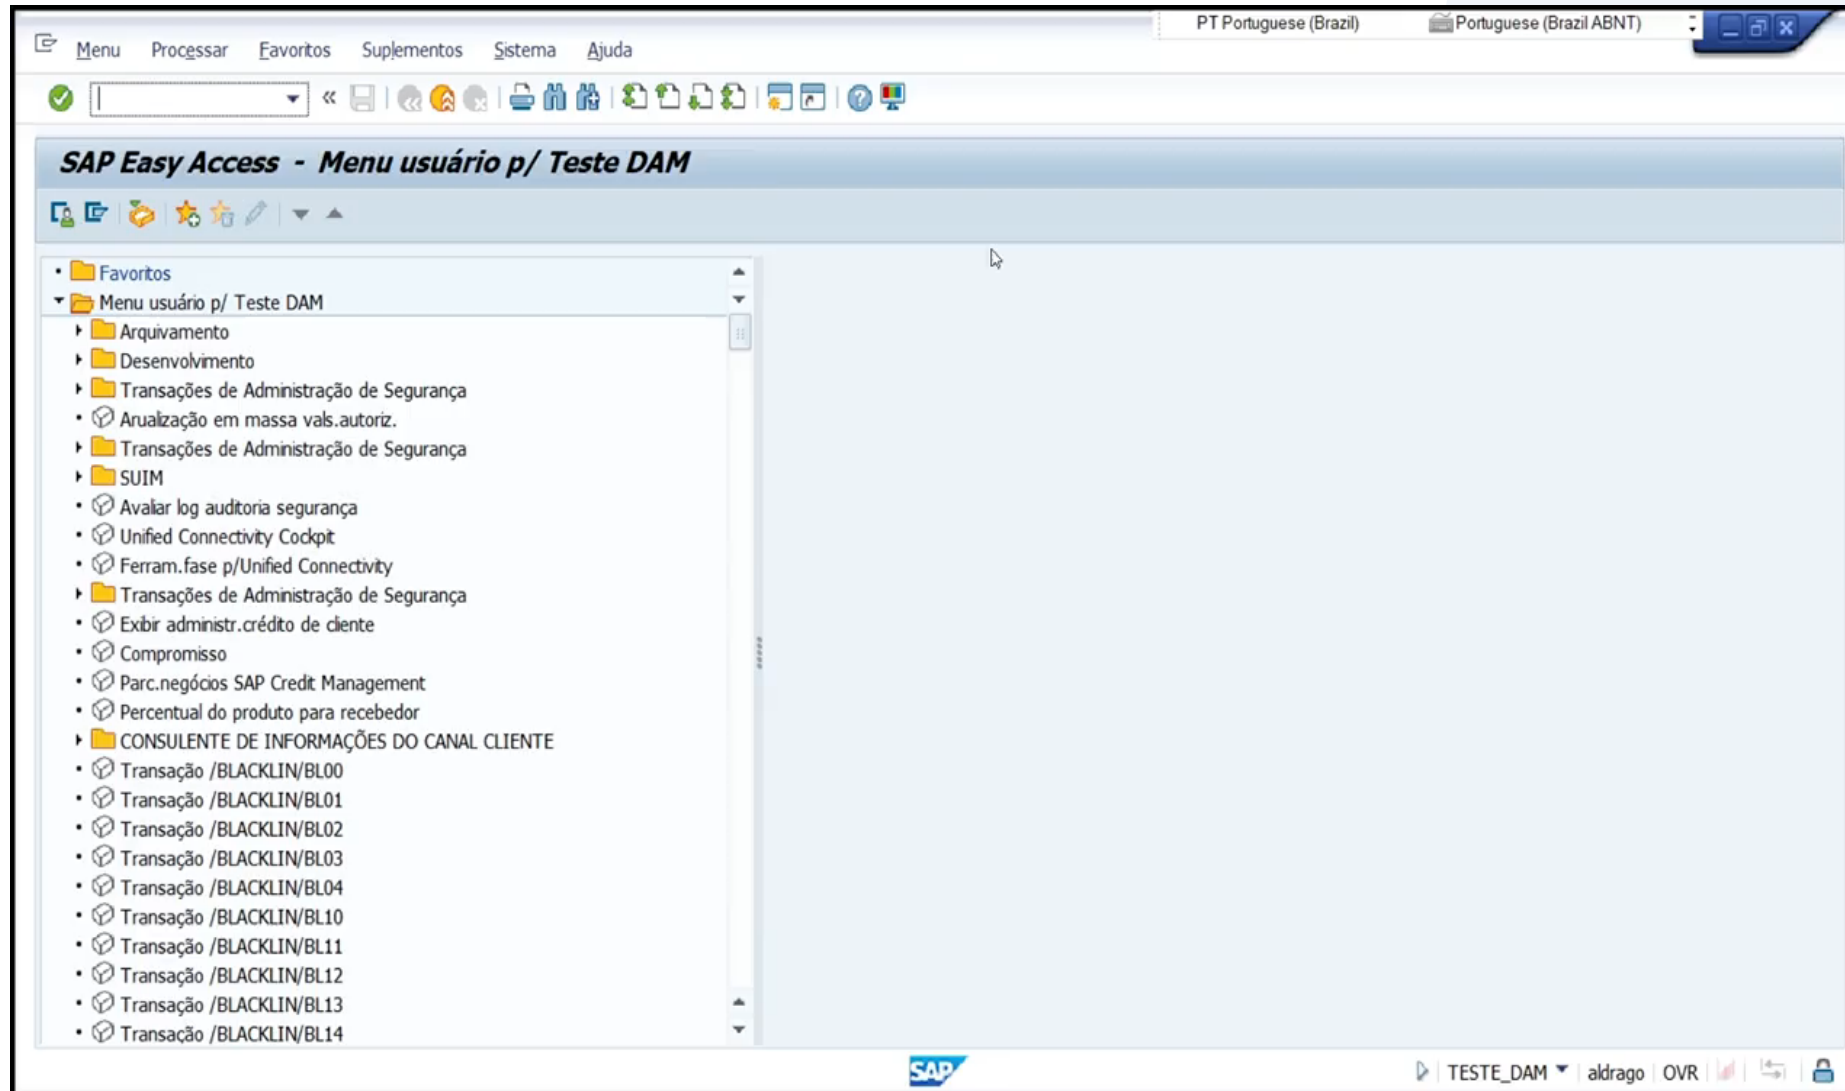 PT Portuguese (Brazil) Portuguese (Brazil ABNT)
Menu Processar Favoritos Suplementos Sistema Ajuda
SAP Easy Access - Menu usuário p/ Teste DAM
Favoritos
Menu usuário p/ Teste DAM
Arquivamento
Desenvolvimento
Transações de Administração de Segurança
Arualização em massa vals.autoriz.
Transações de Administração de Segurança
SUIM
Avaliar log auditoria segurança
Unified Connectivity Cockpit
Ferram.fase p/Unified Connectivity
Transações de Administração de Segurança
Exibir administr.crédito de cliente
Compromisso
Parc.negócios SAP Credit Management
Percentual do produto para recebedor
CONSULENTE DE INFORMAÇÕES DO CANAL CLIENTE
Transação /BLACKLIN/BL00
Transação /BLACKLIN/BL01
Transação /BLACKLIN/BL02
Transação /BLACKLIN/BL03
Transação /BLACKLIN/BL04
Transação /BLACKLIN/BL10
Transação /BLACKLIN/BL11
Transação /BLACKLIN/BL12
Transação /BLACKLIN/BL13
Transação /BLACKLIN/BL14
SAP TESTE_DAM aldrago OVR